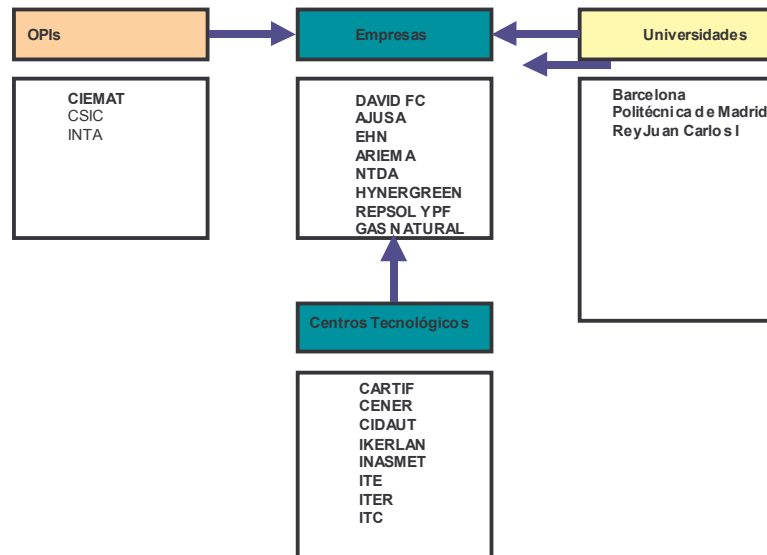 OPIs
CIEMAT
CSIC
INTA
Empresas
DAVID FC
AJUSA
EHN
ARIEMA
NTDA
HYNERGREEN
REPSOL YPF
GAS NATURAL
Universidades
Barcelona
Politécnica de Madrid
Rey Juan Carlos I
Centros Tecnológicos
CARTIF
CENER
CIDAUT
IKERLAN
INASMET
ITE
ITER
ITC